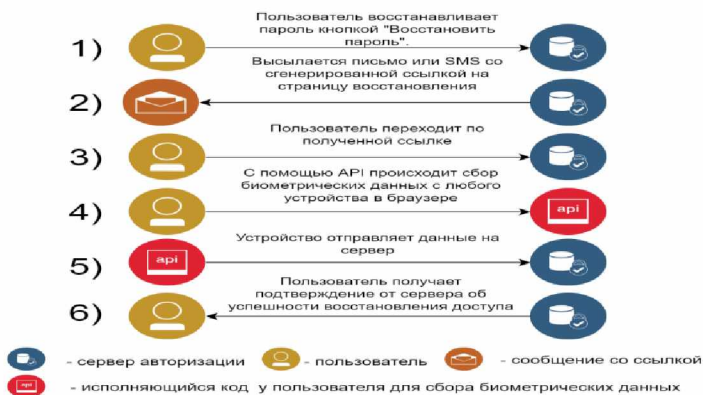 Пользователь восстанавливает
пароль кнопкой "Восстановить
пароль".
1)
Высылается письмо или SMS со
сгенерированной ссылкой на
страницу восстановления
2)
Пользователь переходит по
полученной ссылке
3)
С помощью API происходит сбор
биометрических данных с любого
устройства в браузере
4)
api
Устройство отправляет данные на
сервер
5)
api
Пользователь получает
подтверждение от сервера об
успешности восстановления доступа
6)
- сервер авторизации - пользователь - сообщение со ссылкой
api - исполняющийся код у пользователя для сбора биометрических данных